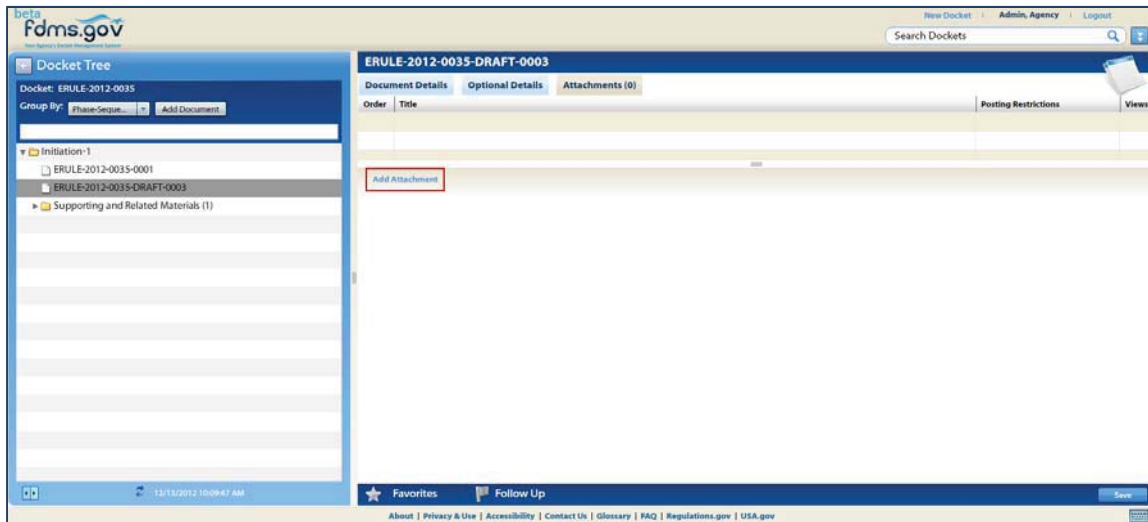 beta
fdms.gov
Your Agency's Docket Management System
New Docket | Admin, Agency | Logout
Search Dockets
Docket Tree
Docket: ERULE-2012-0035
Group By: Phase-Seque... Add Document
Initiation-1
ERULE-2012-0035-0001
ERULE-2012-0035-DRAFT-0003
Supporting and Related Materials (1)
12/13/2012 10:09:47 AM
ERULE-2012-0035-DRAFT-0003
Document Details Optional Details Attachments (0)
Order Title Posting Restrictions Views
Add Attachment
Favorites Follow Up Save
About | Privacy & Use | Accessibility | Contact Us | Glossary | FAQ | Regulations.gov | USA.gov